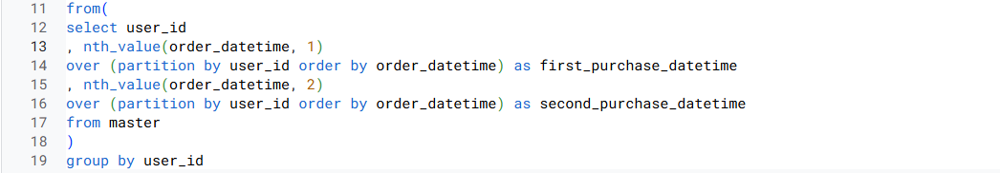 11 from(
12 select user_id
13 , nth_value(order_datetime, 1)
14 over (partition by user_id order by order_datetime) as first_purchase_datetime
15 , nth_value(order_datetime, 2)
16 over (partition by user_id order by order_datetime) as second_purchase_datetime
17 from master
18 )
19 group by user_id